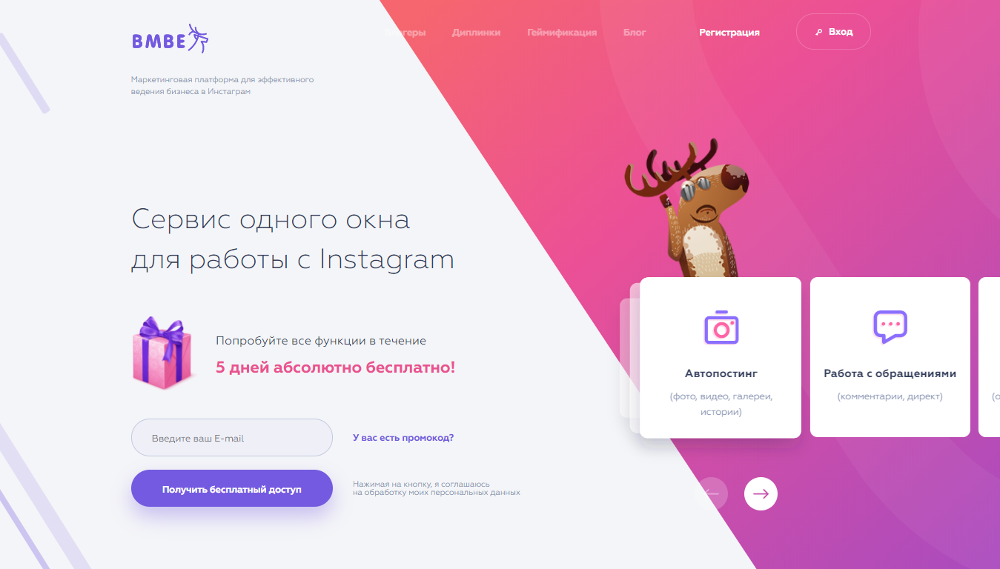 BMBE
Диплинки
Геймификация
Блог
Регистрация
Вход
Маркетинговая платформа для эффективного
ведения бизнеса в Инстаграм
Сервис одного окна
для работы с Instagram
Попробуйте все функции в течение
5 дней абсолютно бесплатно!
Введите ваш E-mail
У вас есть промокод?
Получить бесплатный доступ
Нажимая на кнопку, я соглашаюсь
на обработку моих персональных данных
Автопостинг
(фото, видео, галереи,
истории)
Работа с обращениями
(комментарии, директ)